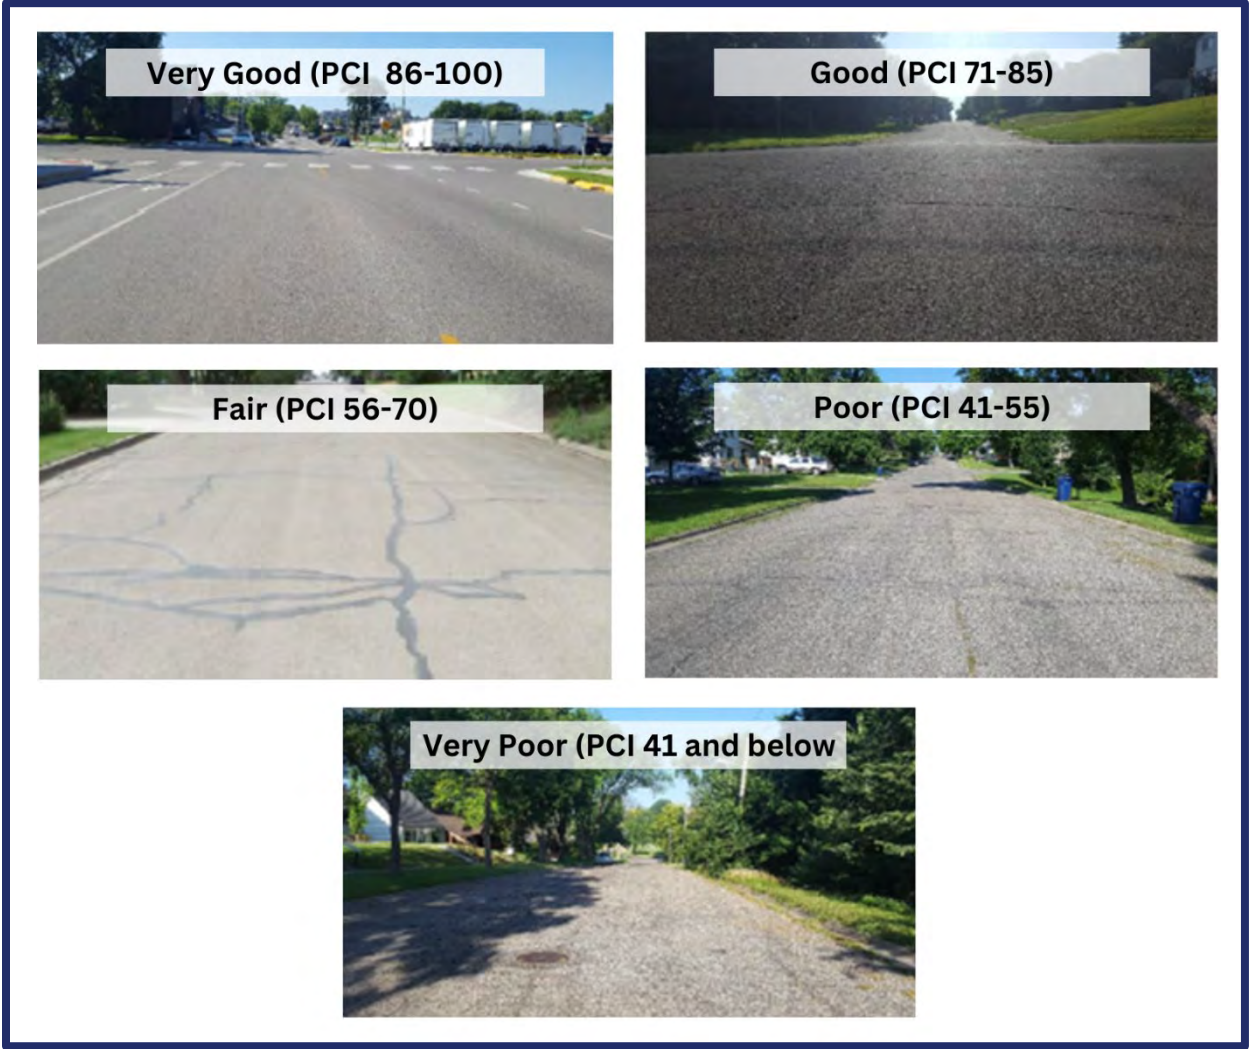 Very Good (PCI 86-100)
Good (PCI 71-85)
Fair (PCI 56-70)
Poor (PCI 41-55)
Very Poor (PCI 41 and below